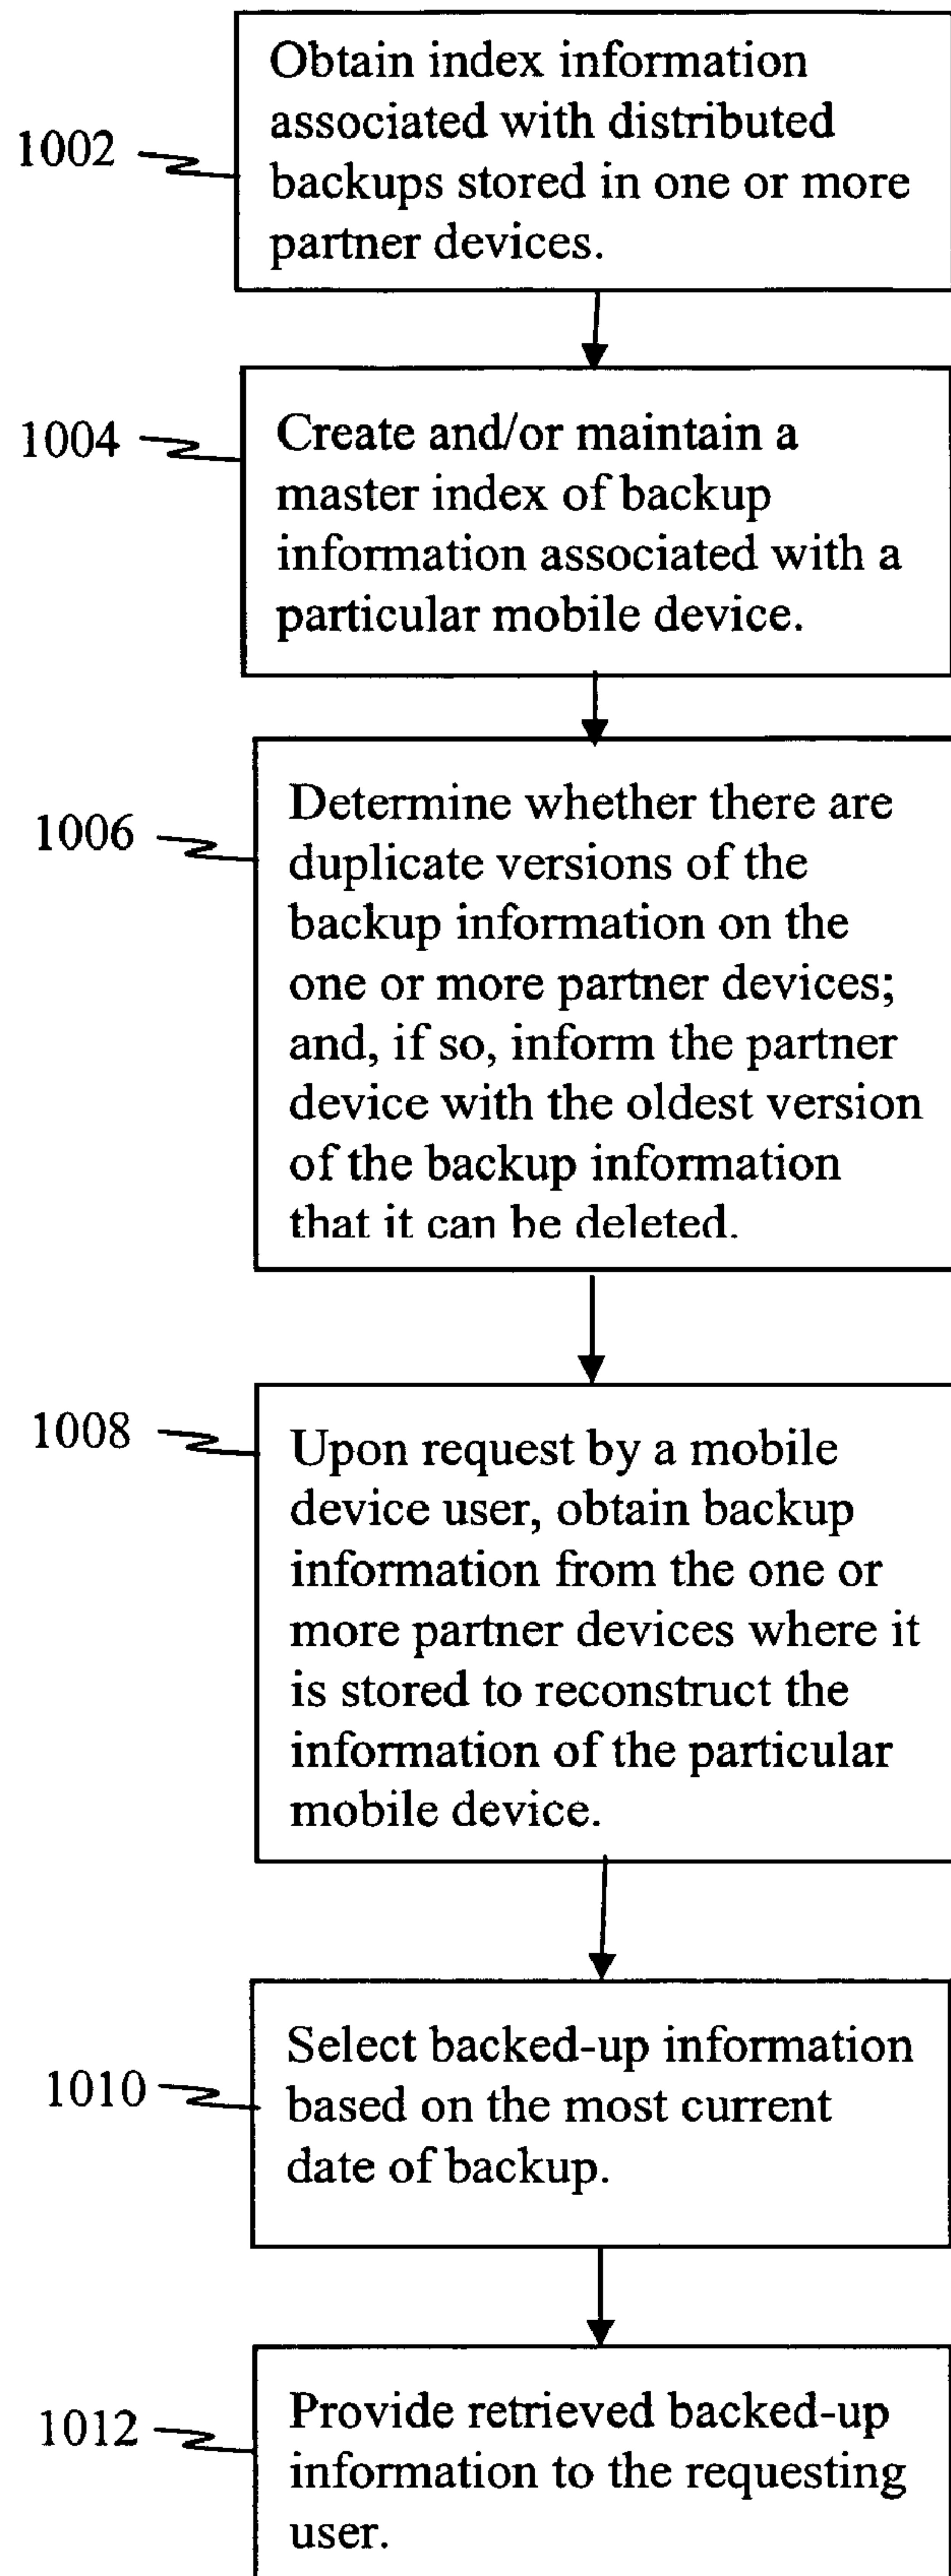 Obtain index information
associated with distributed
1002
backups stored in one or more
partner devices.
1004
Create and/or maintain a
master index of backup
information associated with a
particular mobile device.
Determine whether there are
1006
duplicate versions of the
backup information on the
one or more partner devices;
and, if so, inform the partner
device with the oldest version
of the backup information
that it can be deleted.
1008
Upon request by a mobile
device user, obtain backup
information from the one or
more partner devices where it
is stored to reconstruct the
information of the particular
mobile device.
Select backed-up information
1010
based on the most current
date of backup.
Provide retrieved backed-up
1012
information to the requesting
user.